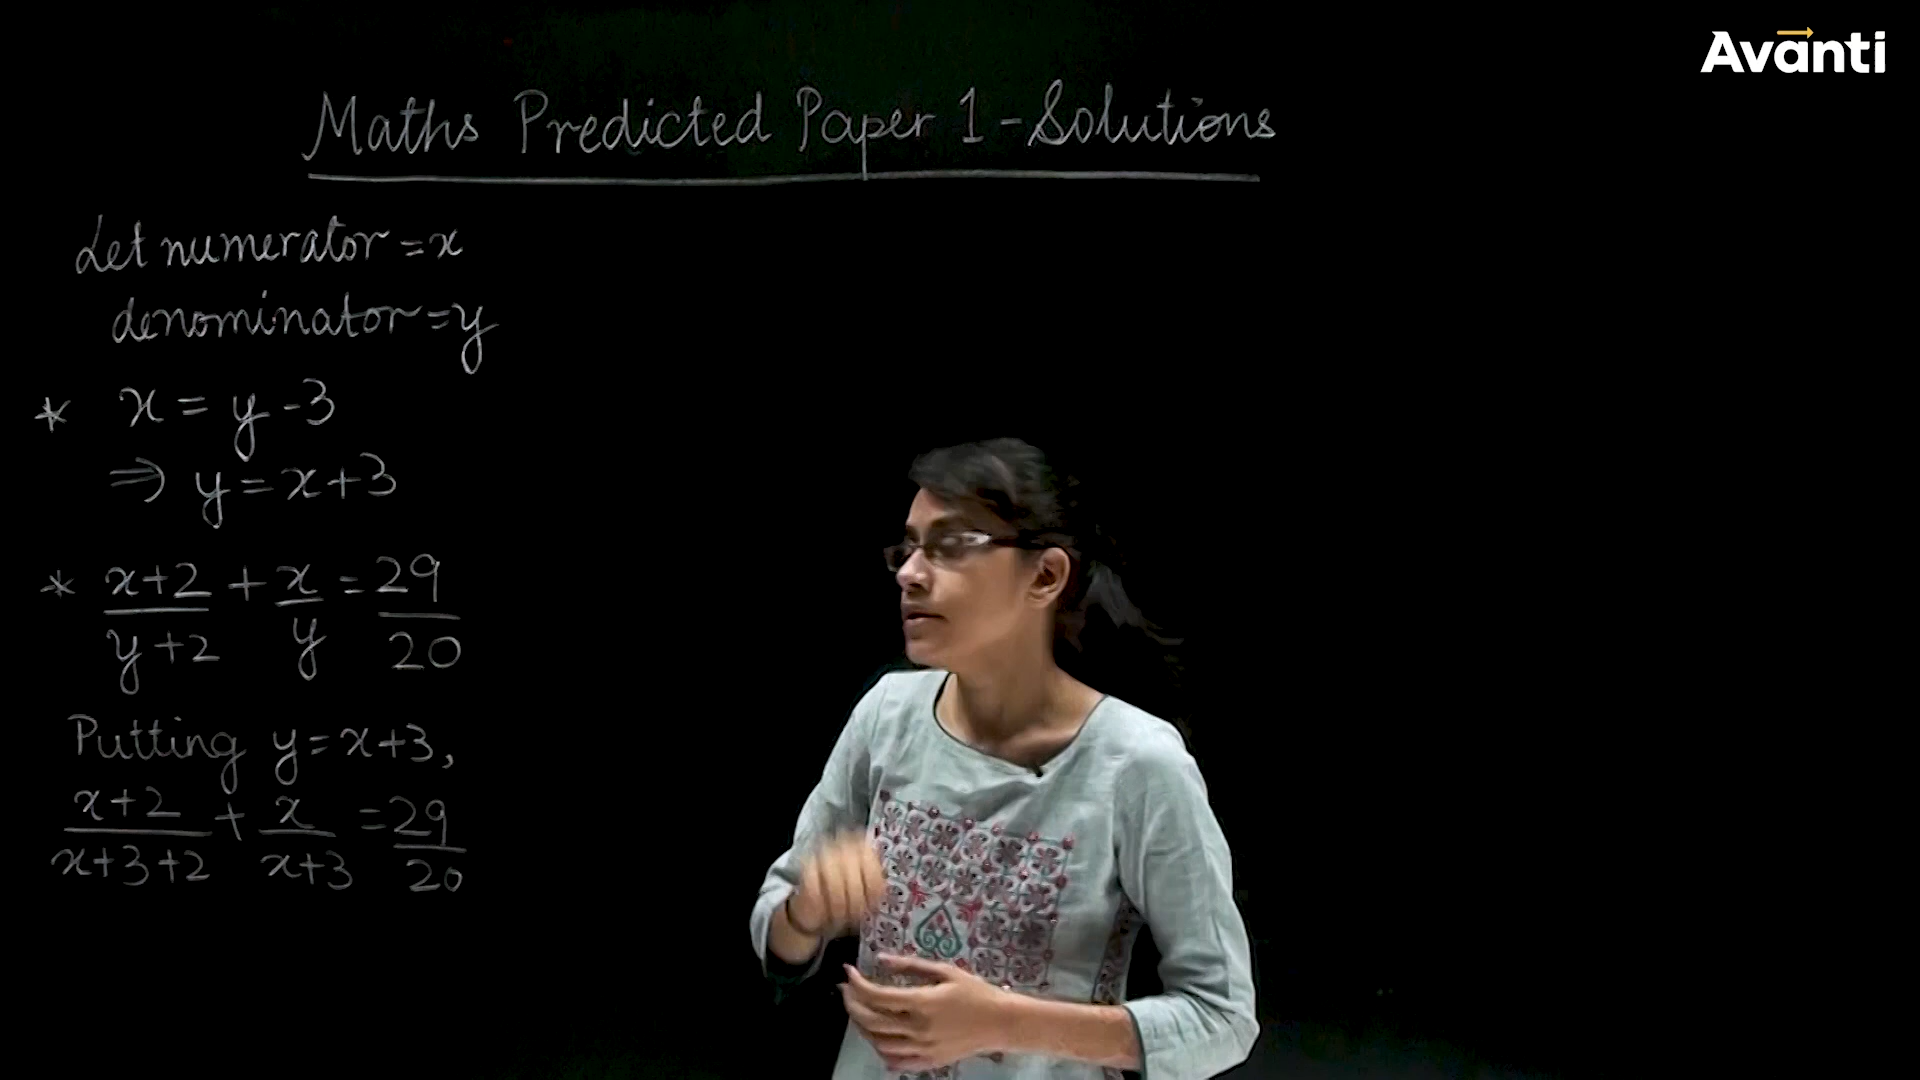 Avanti
Maths Predicted Paper 1 - Solutions
Let numerator = x
denominator = y
* x = y - 3
⇒ y = x + 3
* (x+2)/(y+2) + x/y = 29/20
Putting y = x + 3,
(x+2)/(x+3+2) + x/(x+3) = 29/20